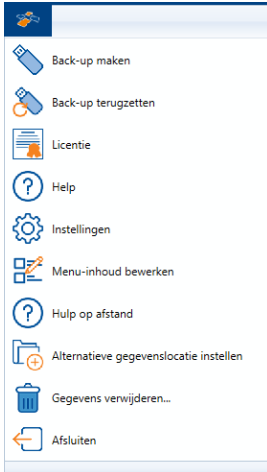 Back-up maken
Back-up terugzetten
Licentie
Help
Instellingen
Menu-inhoud bewerken
Hulp op afstand
Alternatieve gegevenslocatie instellen
Gegevens verwijderen...
Afsluiten